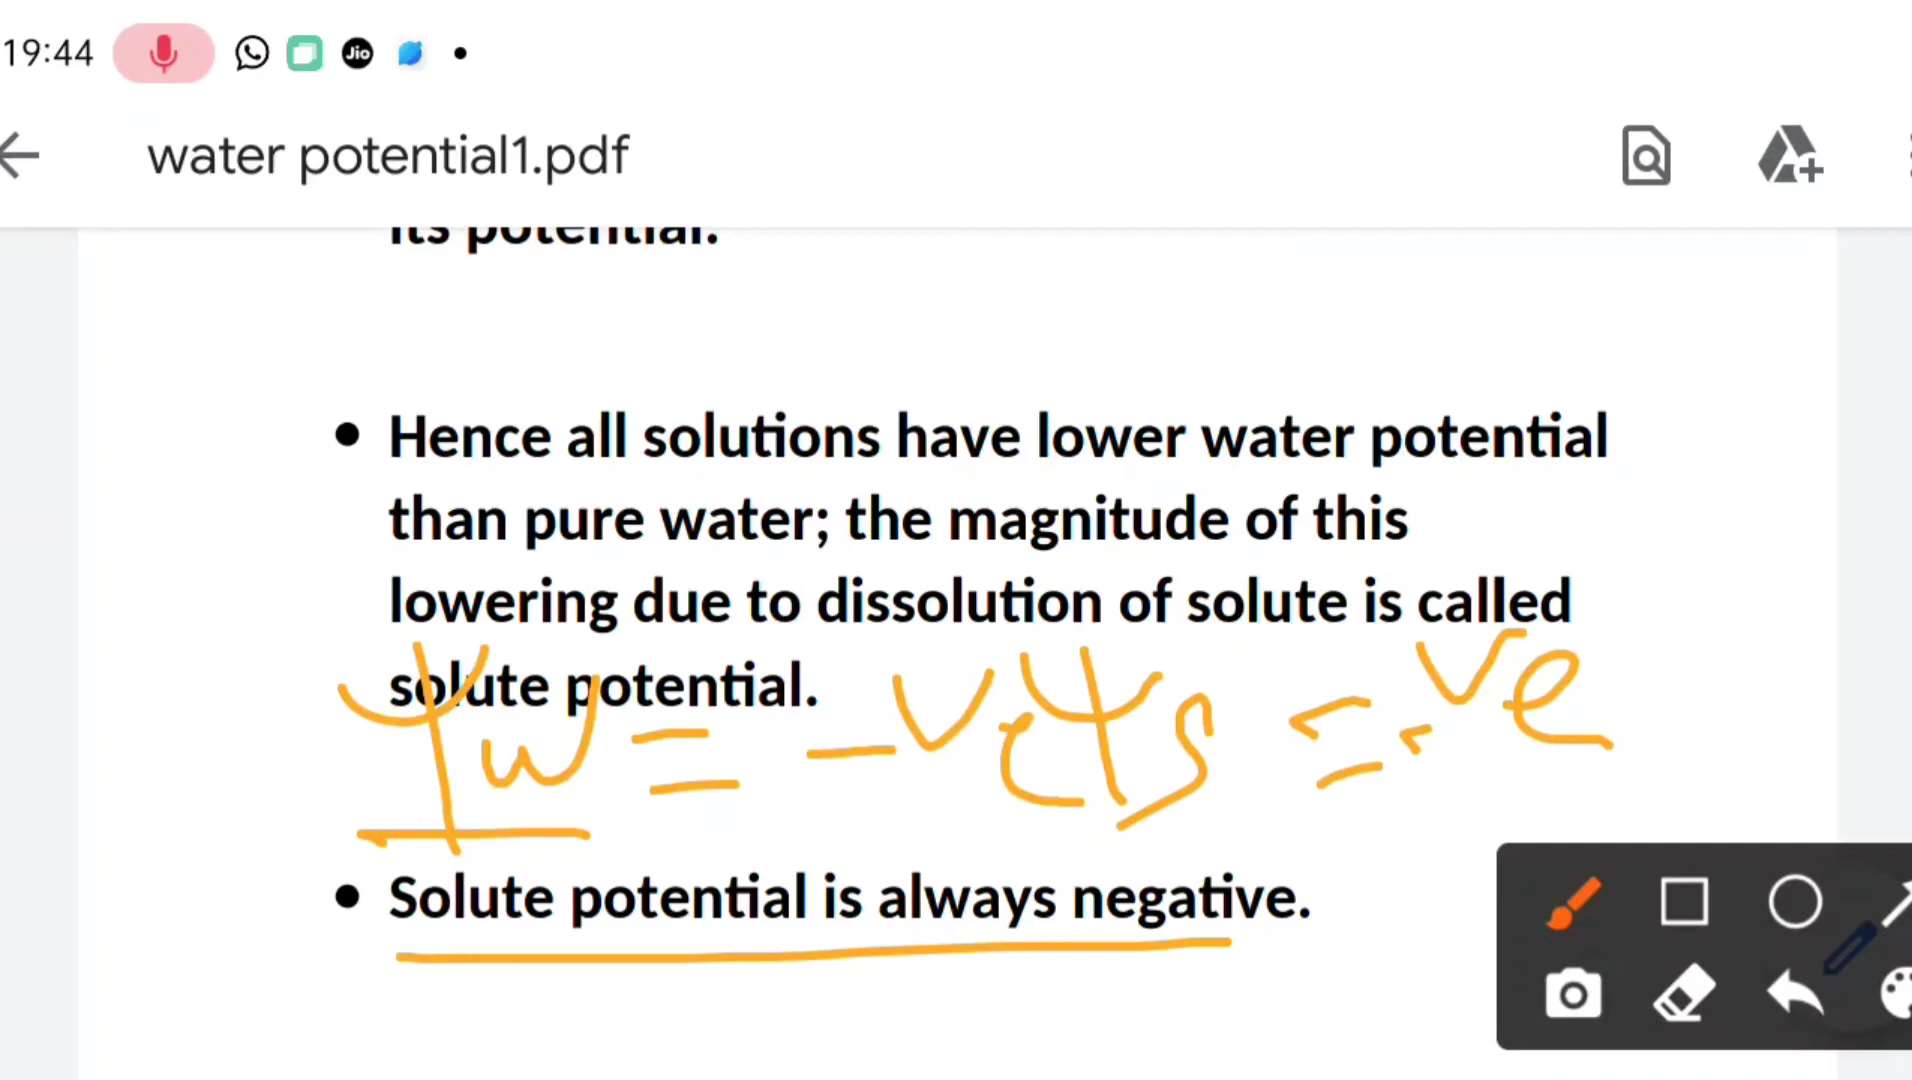 19:44
Jio
water potential1.pdf
its potential.
• Hence all solutions have lower water potential
than pure water; the magnitude of this
lowering due to dissolution of solute is called
solute potential.
Ψw = -ve Ψs = -ve
• Solute potential is always negative.